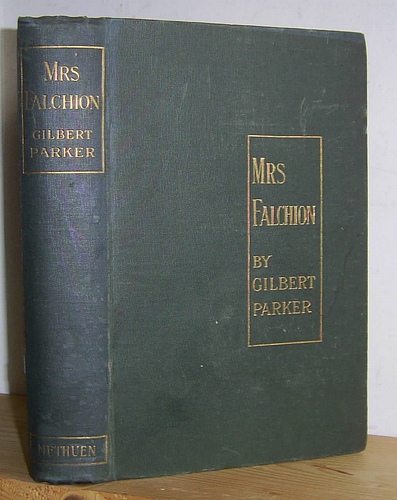 MRS
FALCHION
GILBERT
PARKER
METHUEN
MRS
FALCHION
BY
GILBERT
PARKER